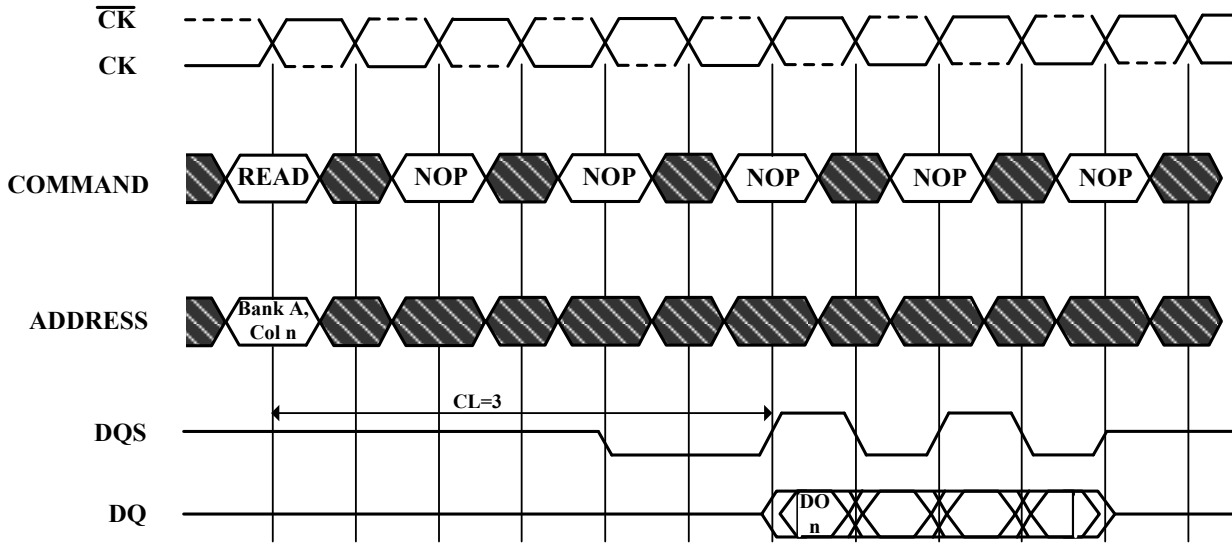 CK
CK
COMMAND READ NOP NOP NOP NOP NOP
ADDRESS Bank A,
Col n
CL=3
DQS
DQ DO
n